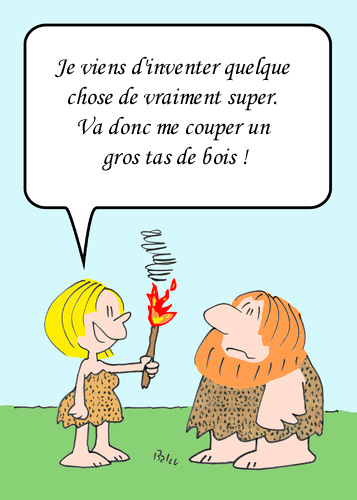 Je viens d'inventer quelque
chose de vraiment super.
Va donc me couper un
gros tas de bois !